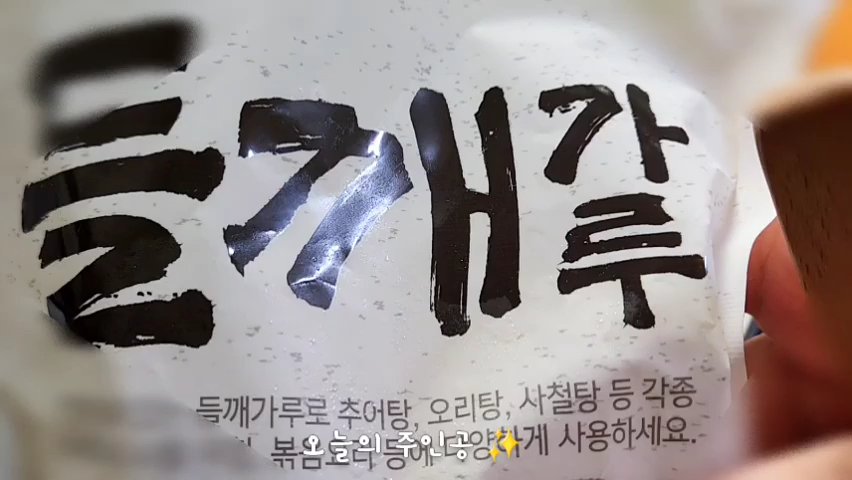 들깨가루
들깨가루로 추어탕, 오리탕, 사철탕 등 각종
볶음요리 등에 다양하게 사용하세요.
오늘의 주인공 ✨